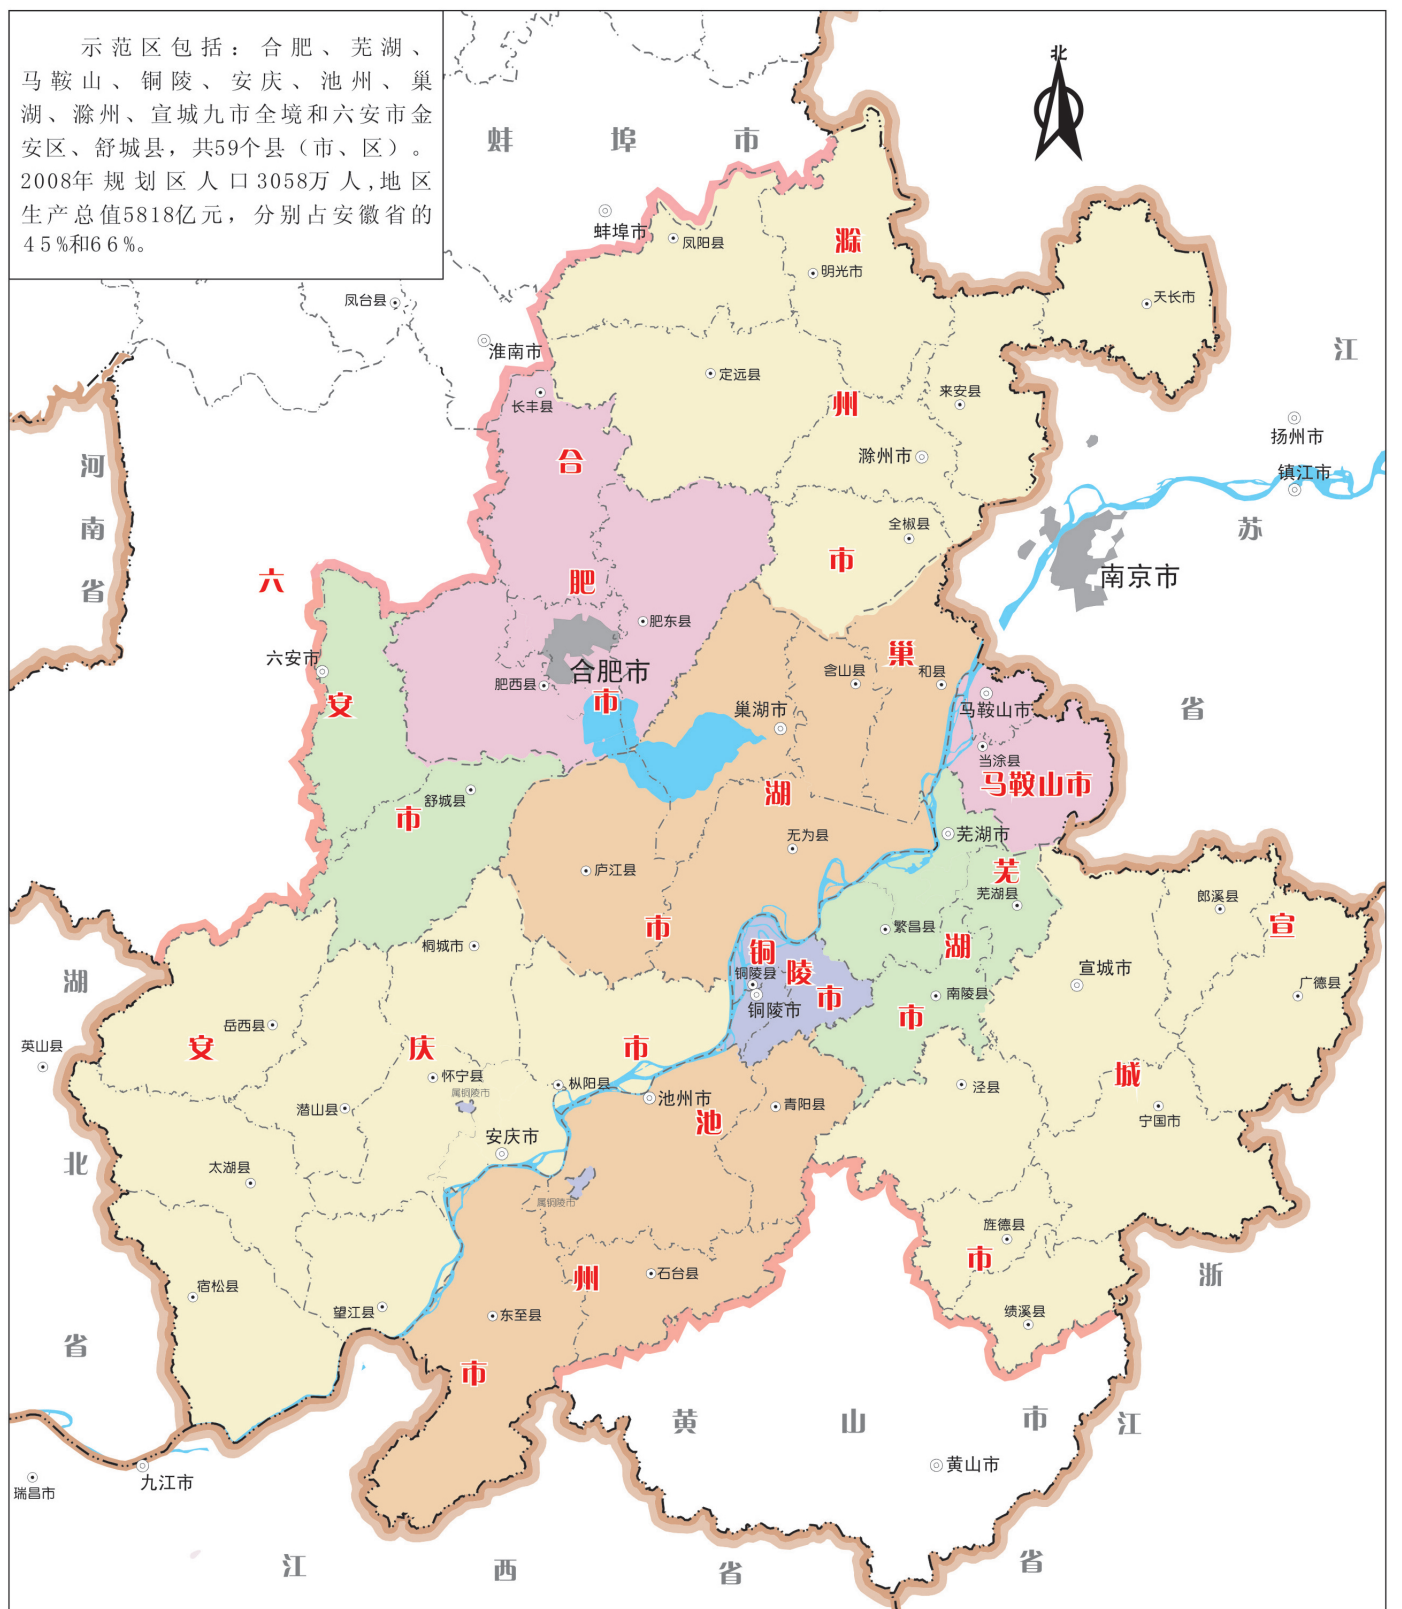 示范区包括：合肥、芜湖、
马鞍山、铜陵、安庆、池州、巢
湖、滁州、宣城九市全境和六安市金
安区、舒城县，共59个县（市、区）。
2008年规划区人口3058万人,地区
生产总值5818亿元，分别占安徽省的
45%和66%。
北
蚌埠市
蚌埠市
凤阳县
滁州市
明光市
天长市
凤台县
淮南市
江苏省
定远县
长丰县
来安县
扬州市
滁州市
镇江市
河南省
合肥市
全椒县
南京市
六安市
肥东县
六安市
合肥市
肥西县
巢湖市
含山县
和县
马鞍山市
巢湖市
当涂县
马鞍山市
舒城县
芜湖市
无为县
庐江县
芜湖市
芜湖县
郎溪县
宣城市
繁昌县
桐城市
铜陵市
铜陵县
铜陵市
南陵县
宣城市
广德县
湖北省
英山县
岳西县
安庆市
怀宁县
属铜陵市
枞阳县
池州市
池州市
青阳县
泾县
宁国市
潜山县
安庆市
太湖县
属铜陵市
旌德县
石台县
浙江省
宿松县
望江县
东至县
绩溪县
黄山市
黄山市
九江市
瑞昌市
江西省